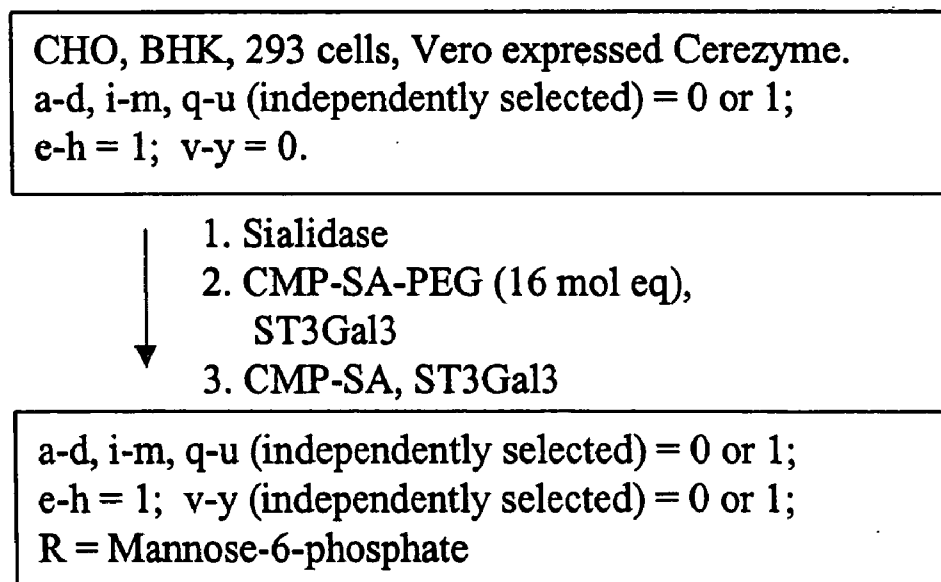 CHO, BHK, 293 cells, Vero expressed Cerezyme.
a-d, i-m, q-u (independently selected) = 0 or 1;
e-h = 1; v-y = 0.
1. Sialidase
2. CMP-SA-PEG (16 mol eq),
ST3Gal3
3. CMP-SA, ST3Gal3
a-d, i-m, q-u (independently selected) = 0 or 1;
e-h = 1; v-y (independently selected) = 0 or 1;
R = Mannose-6-phosphate